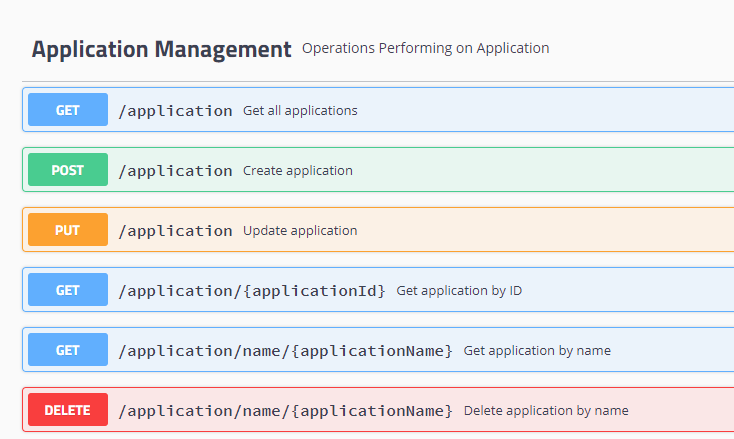 Application Management Operations Performing on Application
GET /application Get all applications
POST /application Create application
PUT /application Update application
GET /application/{applicationId} Get application by ID
GET /application/name/{applicationName} Get application by name
DELETE /application/name/{applicationName} Delete application by name